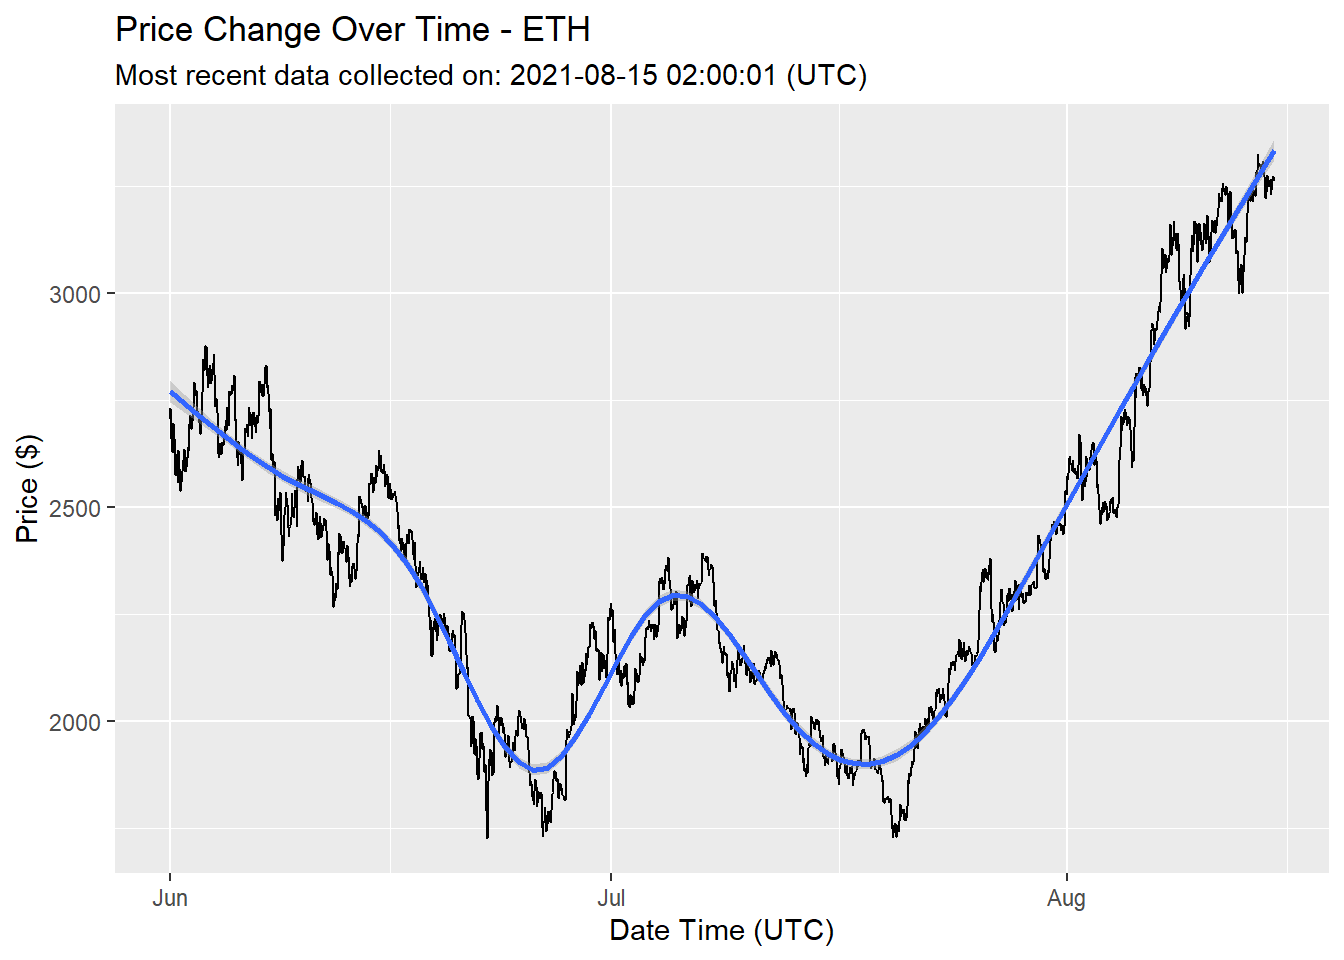 Price Change Over Time - ETH
Most recent data collected on: 2021-08-15 02:00:01 (UTC)
3000
2500
2000
Price ($)
Jun
Jul
Aug
Date Time (UTC)